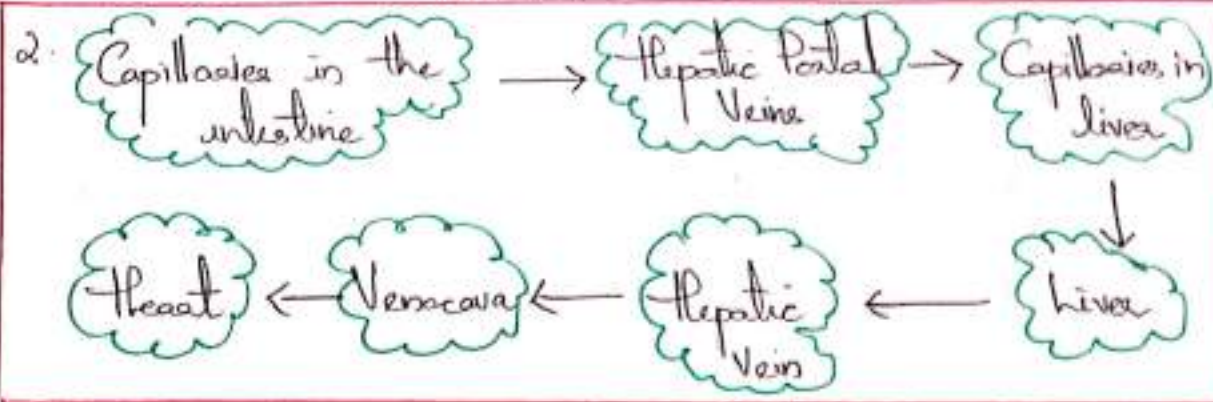 2. Capillaries in the intestine → Hepatic Portal Veins → Capillaries in liver
↓
Heart ← Venacava ← Hepatic Vein ← Liver